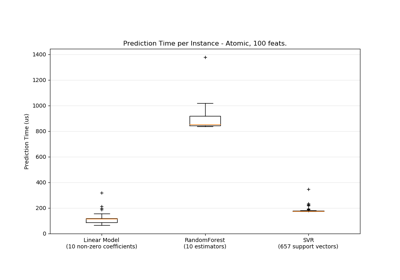 Prediction Time per Instance - Atomic, 100 feats.
1400
1200
1000
800
600
400
200
0
Prediction Time (us)
Linear Model
(10 non-zero coefficients)
RandomForest
(10 estimators)
SVR
(657 support vectors)